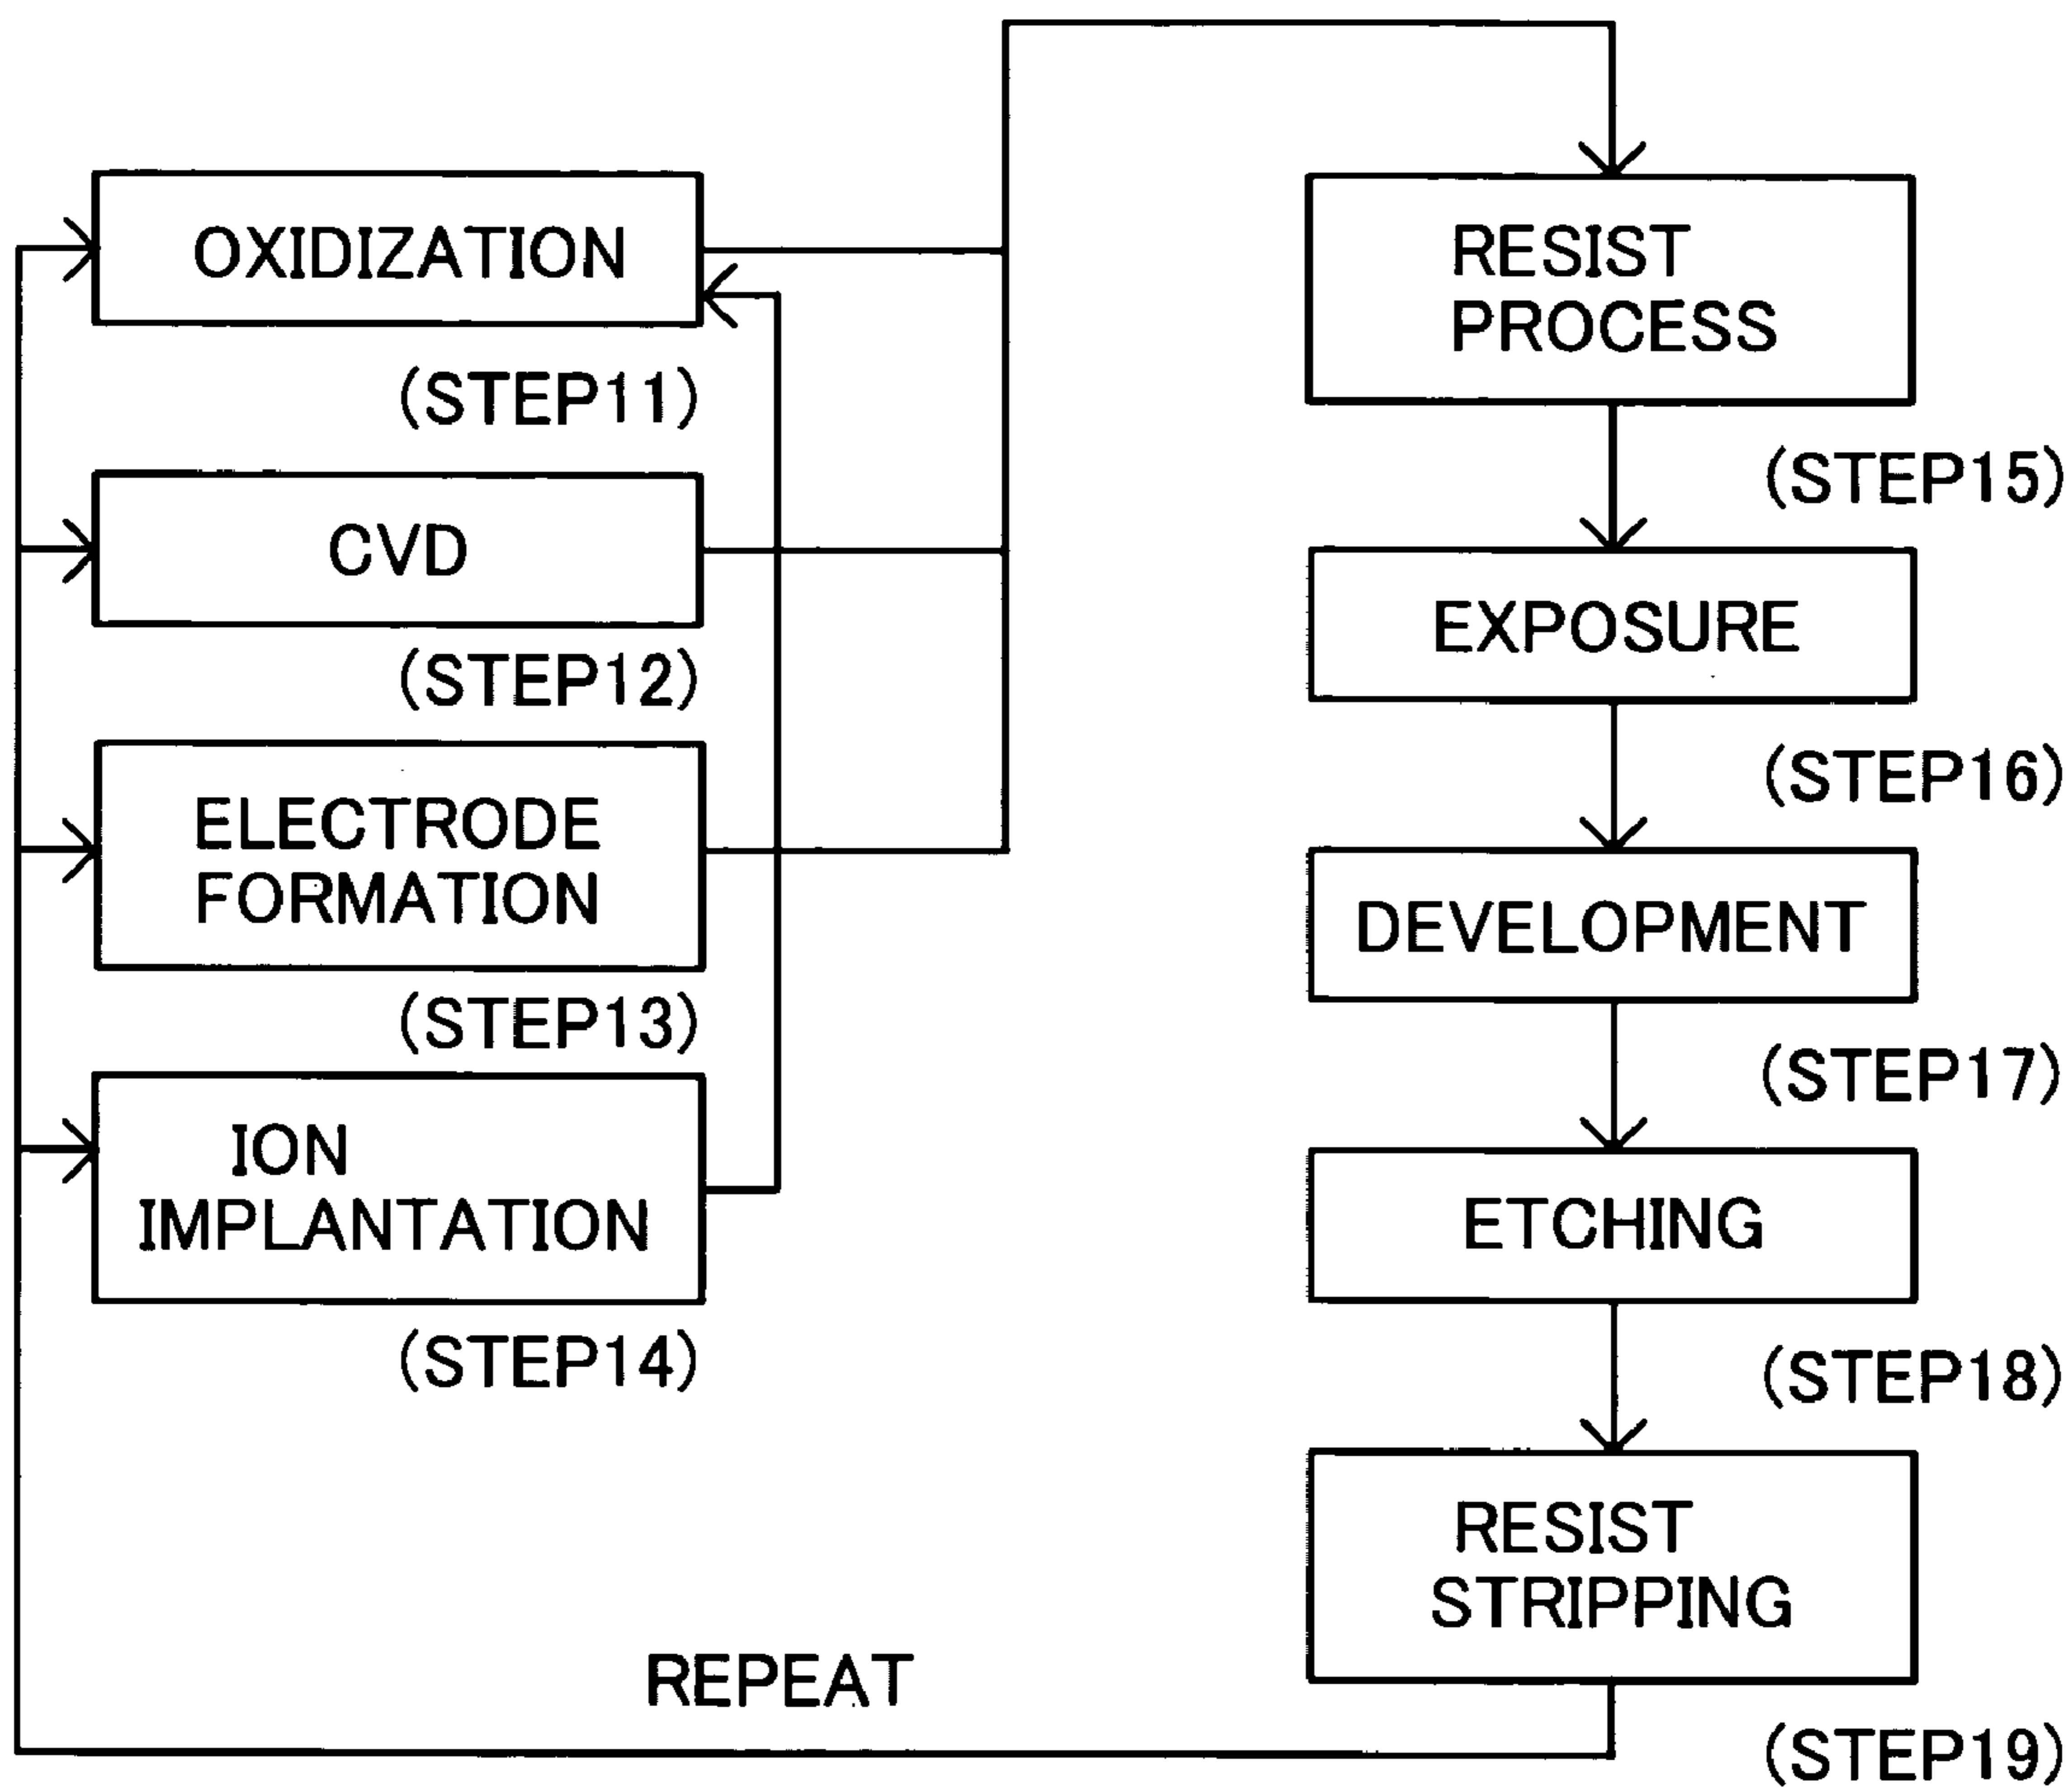 OXIDIZATION
(STEP11)
CVD
(STEP12)
ELECTRODE
FORMATION
(STEP13)
ION
IMPLANTATION
(STEP14)
RESIST
PROCESS
(STEP15)
EXPOSURE
(STEP16)
DEVELOPMENT
(STEP17)
ETCHING
(STEP18)
RESIST
STRIPPING
(STEP19)
REPEAT